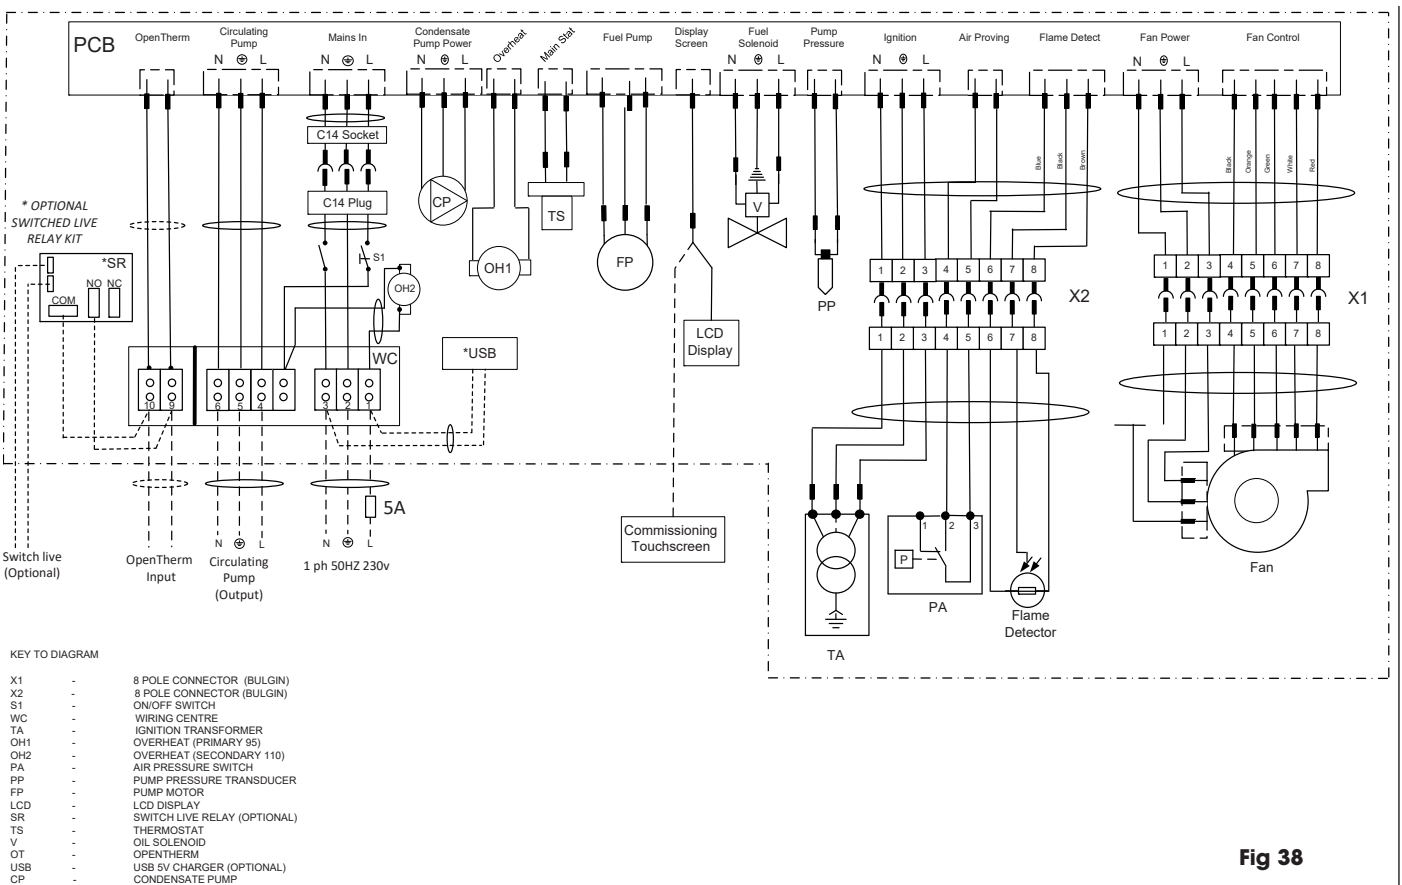 PCB
OpenTherm
Circulating
Pump
Mains In
Condensate
Pump Power
Overheat
Main Stat
Fuel Pump
Display
Screen
Fuel
Solenoid
Pump
Pressure
Ignition
Air Proving
Flame Detect
Fan Power
Fan Control
N L
N L
N L
N L
N L
N L
C14 Socket
C14 Plug
CP
TS
OH1
FP
V
PP
S1
OH2
Blue
Black
Brown
Black
Orange
Green
White
Red
* OPTIONAL
SWITCHED LIVE
RELAY KIT
*SR
NO NC
COM
WC
*USB
LCD
Display
1 2 3 4 5 6 7 8
X2
1 2 3 4 5 6 7 8
1 2 3 4 5 6 7 8
X1
1 2 3 4 5 6 7 8
10 9
6 5 4
3 2 1
5A
N L
N L
Switch live
(Optional)
OpenTherm
Input
Circulating
Pump
(Output)
1 ph 50HZ 230v
Commissioning
Touchscreen
1 2 3
P
TA
PA
Flame
Detector
Fan
KEY TO DIAGRAM
X1 - 8 POLE CONNECTOR (BULGIN)
X2 - 8 POLE CONNECTOR (BULGIN)
S1 - ON/OFF SWITCH
WC - WIRING CENTRE
TA - IGNITION TRANSFORMER
OH1 - OVERHEAT (PRIMARY 95)
OH2 - OVERHEAT (SECONDARY 110)
PA - AIR PRESSURE SWITCH
PP - PUMP PRESSURE TRANSDUCER
FP - PUMP MOTOR
LCD - LCD DISPLAY
SR - SWITCH LIVE RELAY (OPTIONAL)
TS - THERMOSTAT
V - OIL SOLENOID
OT - OPENTHERM
USB - USB 5V CHARGER (OPTIONAL)
CP - CONDENSATE PUMP
Fig 38